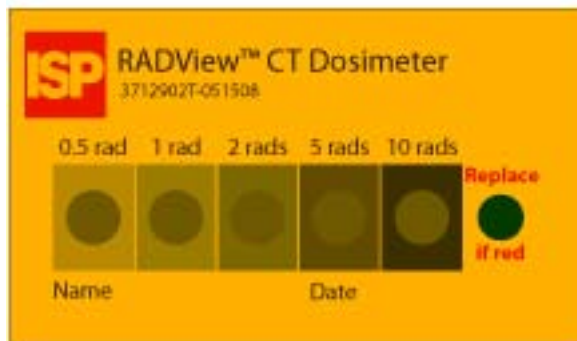 ISP
RADView™ CT Dosimeter
3712902T-051508
0.5 rad 1 rad 2 rads 5 rads 10 rads
Replace
if red
Name Date